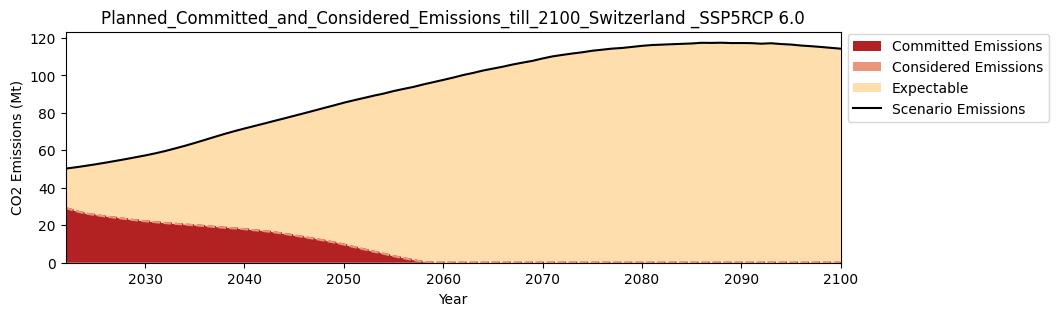 Planned_Committed_and_Considered_Emissions_till_2100_Switzerland _SSP5RCP 6.0
CO2 Emissions (Mt)
120
100
80
60
40
20
0
2030 2040 2050 2060 2070 2080 2090 2100
Year
Committed Emissions
Considered Emissions
Expectable
Scenario Emissions